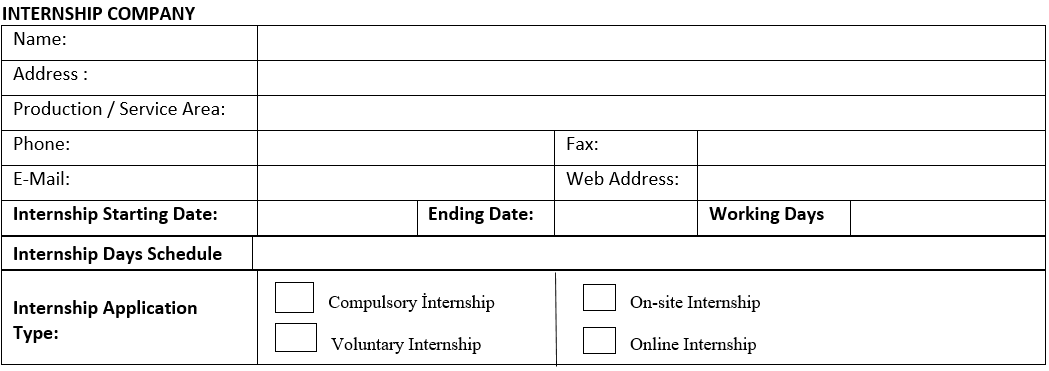 INTERNSHIP COMPANY
Name:
Address :
Production / Service Area:
Phone: Fax:
E-Mail: Web Address:
Internship Starting Date: Ending Date: Working Days
Internship Days Schedule
Internship Application
Type:
Compulsory İnternship On-site Internship
Voluntary Internship Online Internship